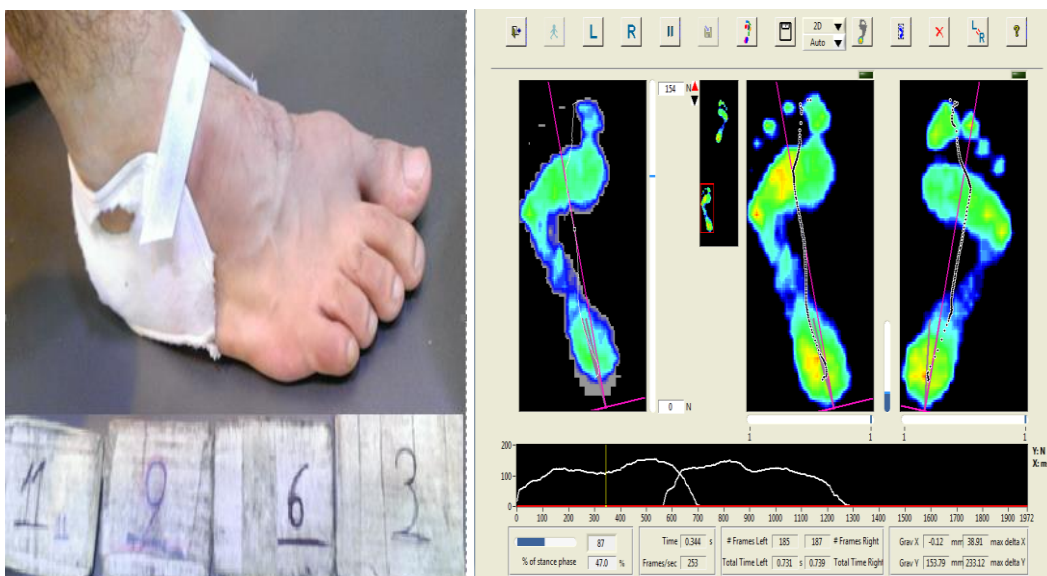 11 9 6 3
11
L R II 2D L R ?
Auto
154 N
0 N
1 1 1 1
200
100
0
Y: N
X: m
0 100 200 300 400 500 600 700 800 900 1000 1100 1200 1300 1400 1500 1600 1700 1800 1900 1972
87 Time 0.344 s # Frames Left 185 187 # Frames Right Grav X -0.12 mm 38.91 max delta X
% of stance phase 47.0 % Frames/sec 253 Total Time Left 0.731 s 0.739 Total Time Right Grav Y 153.79 mm 233.12 max delta Y